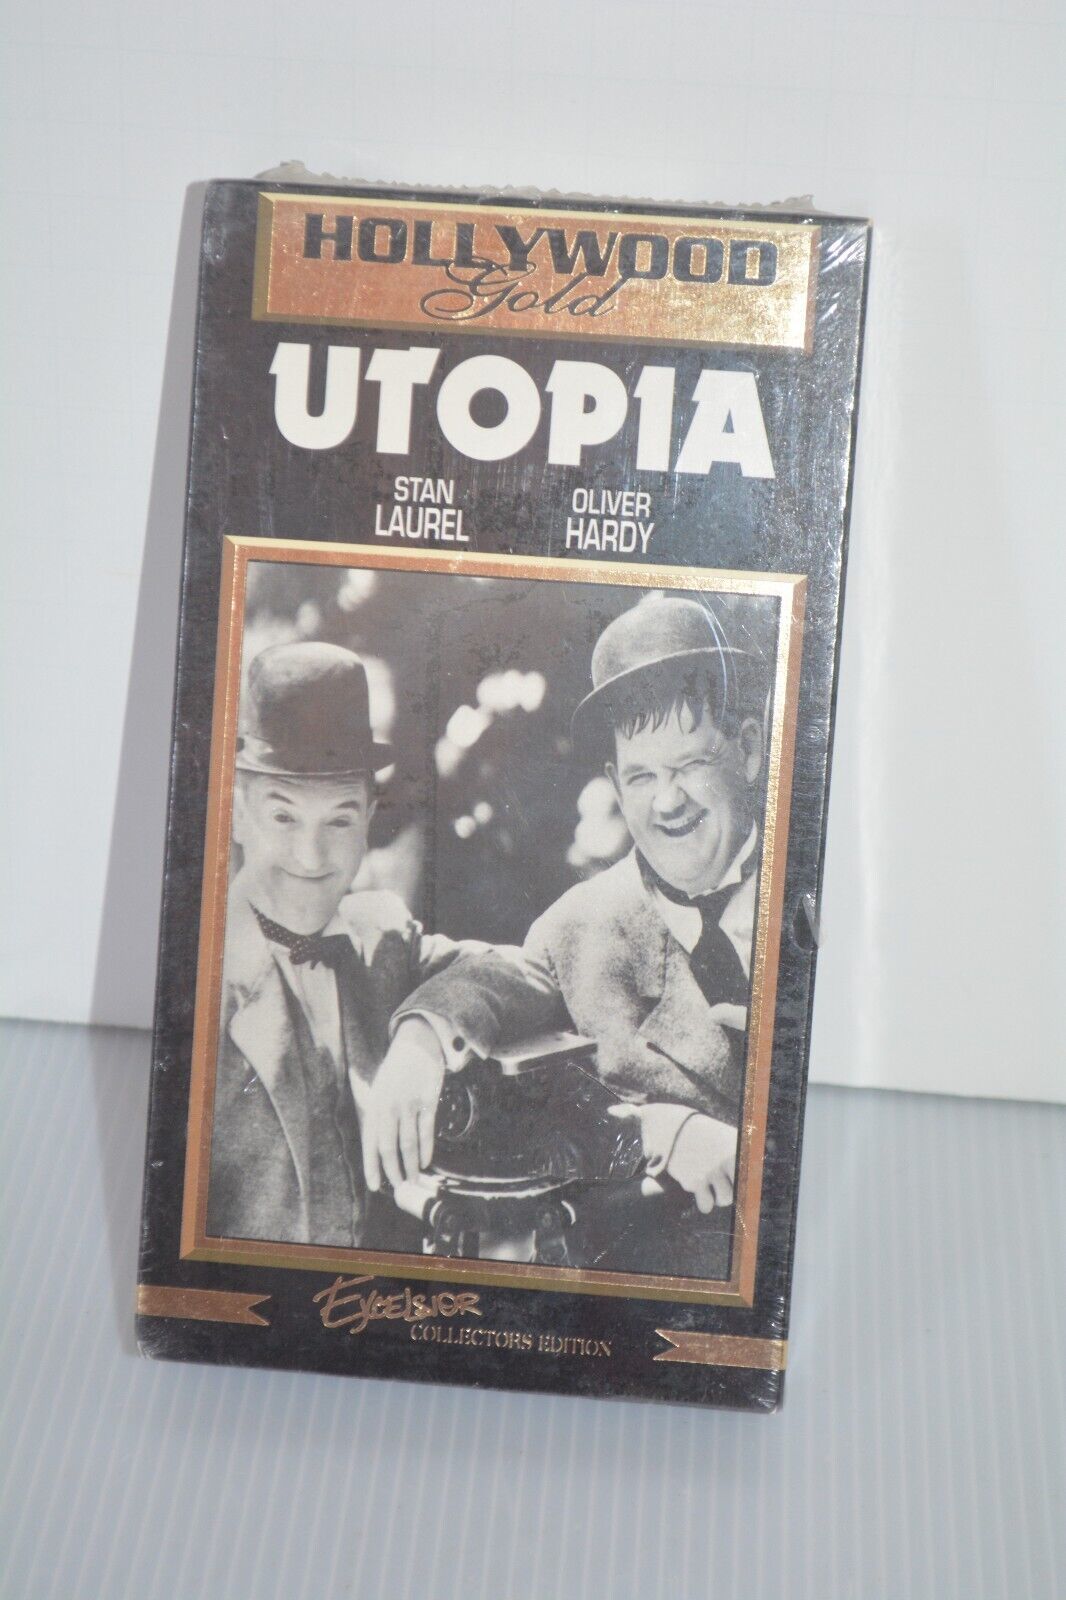 HOLLYWOOD
Gold
UTOPIA
STAN
LAUREL
OLIVER
HARDY
EXCELSIOR
COLLECTORS EDITION